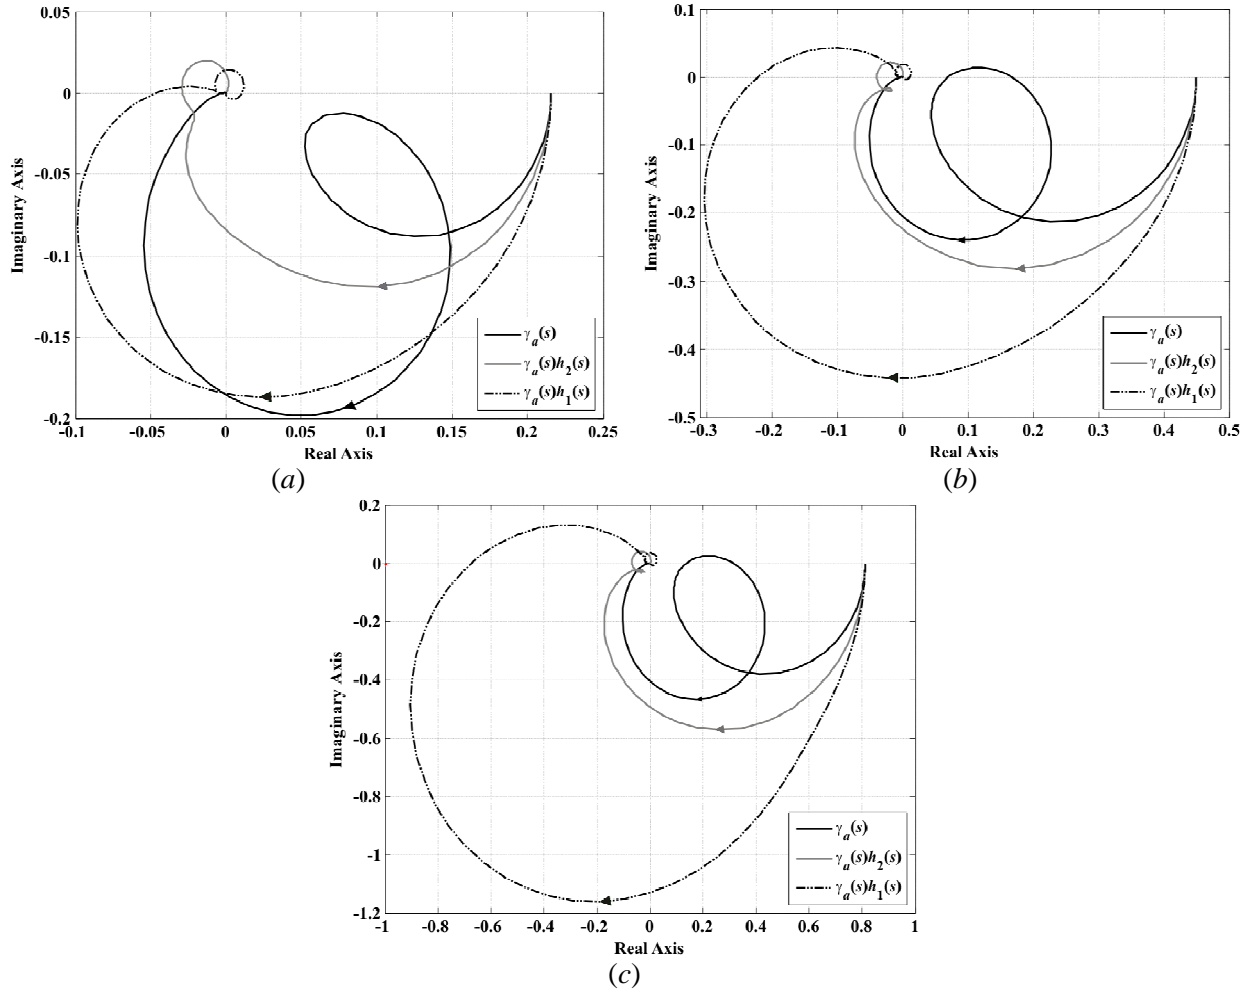 0.05
0
-0.05
-0.1
-0.15
-0.2
Imaginary Axis
-0.1 -0.05 0 0.05 0.1 0.15 0.2 0.25
Real Axis
γa(s)
γa(s)h2(s)
γa(s)h1(s)
(a)
0.1
0
-0.1
-0.2
-0.3
-0.4
-0.5
Imaginary Axis
-0.3 -0.2 -0.1 0 0.1 0.2 0.3 0.4 0.5
Real Axis
γa(s)
γa(s)h2(s)
γa(s)h1(s)
(b)
0.2
0
-0.2
-0.4
-0.6
-0.8
-1
-1.2
Imaginary Axis
-1 -0.8 -0.6 -0.4 -0.2 0 0.2 0.4 0.6 0.8 1
Real Axis
γa(s)
γa(s)h2(s)
γa(s)h1(s)
(c)